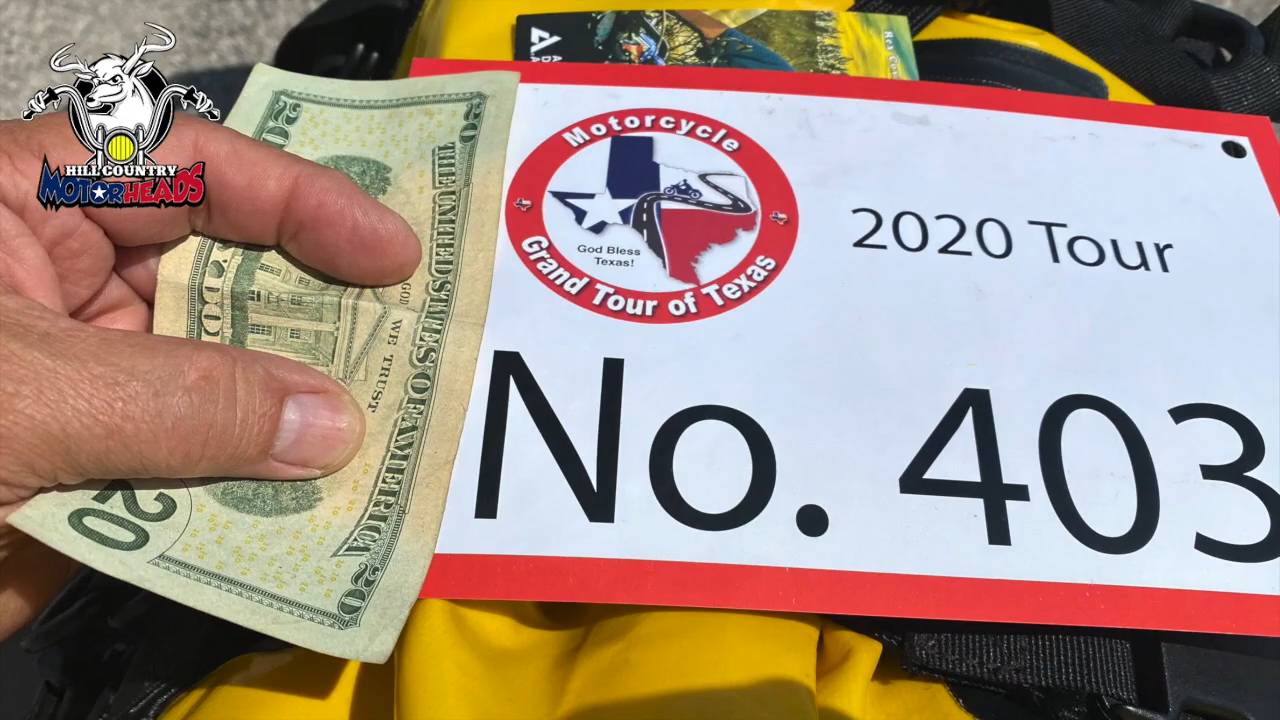 HILL COUNTRY
MOTORHEADS
Motorcycle
Grand Tour of Texas
God Bless
Texas!
2020 Tour
No. 403
20
20
THE UNITED STATES OF AMERICA
WE TRUST
20
20